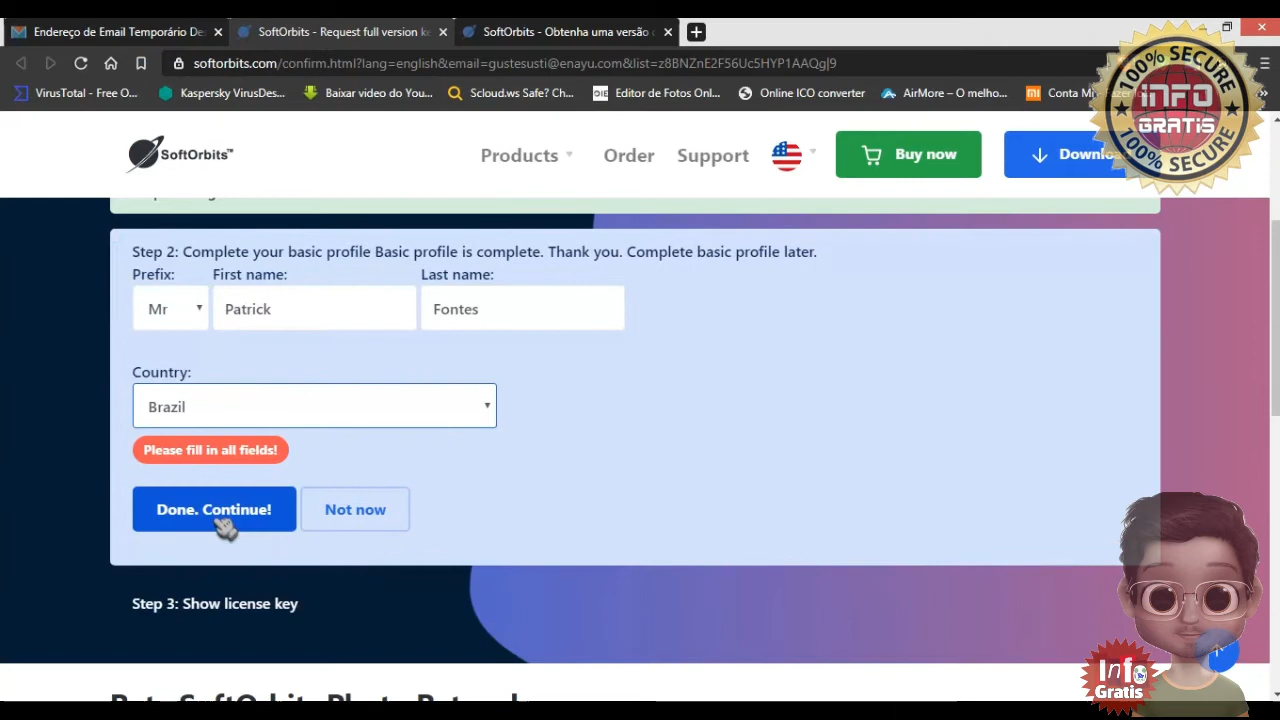 Endereço de Email Temporário De
SoftOrbits - Request full version ke
SoftOrbits - Obtenha uma versão
softorbits.com/confirm.html?lang=english&email=gustesusti@enayu.com&list=z8BNZnE2F56Uc5HYP1AAQg|9
VirusTotal - Free O...
Kaspersky VirusDes...
Baixar video do You...
Scloud.ws Safe? Ch...
Editor de Fotos Onl...
Online ICO converter
AirMore – O melho...
Conta Mi
100% SECURE
INFO
GRATIS
100% SECURE
SoftOrbits™
Products
Order
Support
Buy now
Step 2: Complete your basic profile Basic profile is complete. Thank you. Complete basic profile later.
Prefix: First name: Last name:
Mr Patrick Fontes
Country:
Brazil
Please fill in all fields!
Done. Continue!
Not now
Step 3: Show license key
Info
Gratis